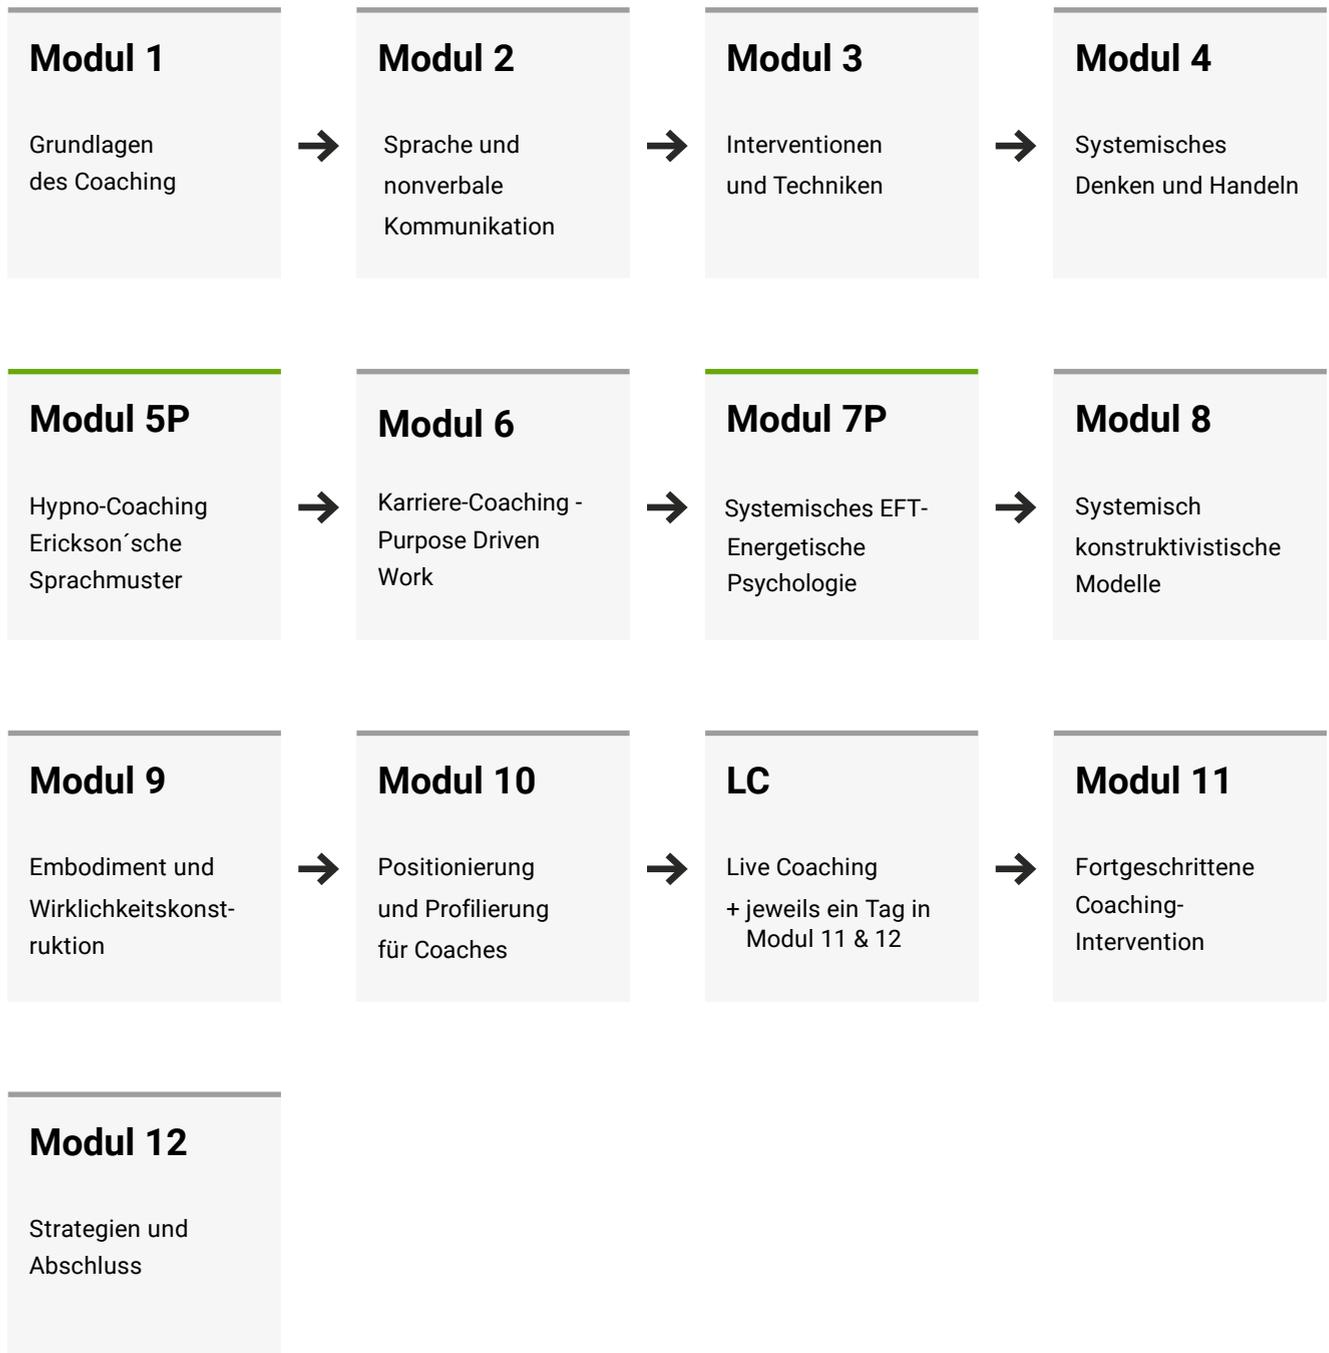 Modul 1
Grundlagen
des Coaching
Modul 2
Sprache und
nonverbale
Kommunikation
Modul 3
Interventionen
und Techniken
Modul 4
Systemisches
Denken und Handeln
Modul 5P
Hypno-Coaching
Erickson´sche
Sprachmuster
Modul 6
Karriere-Coaching -
Purpose Driven
Work
Modul 7P
Systemisches EFT-
Energetische
Psychologie
Modul 8
Systemisch
konstruktivistische
Modelle
Modul 9
Embodiment und
Wirklichkeitskonst-
ruktion
Modul 10
Positionierung
und Profilierung
für Coaches
LC
Live Coaching
+ jeweils ein Tag in
Modul 11 & 12
Modul 11
Fortgeschrittene
Coaching-
Intervention
Modul 12
Strategien und
Abschluss